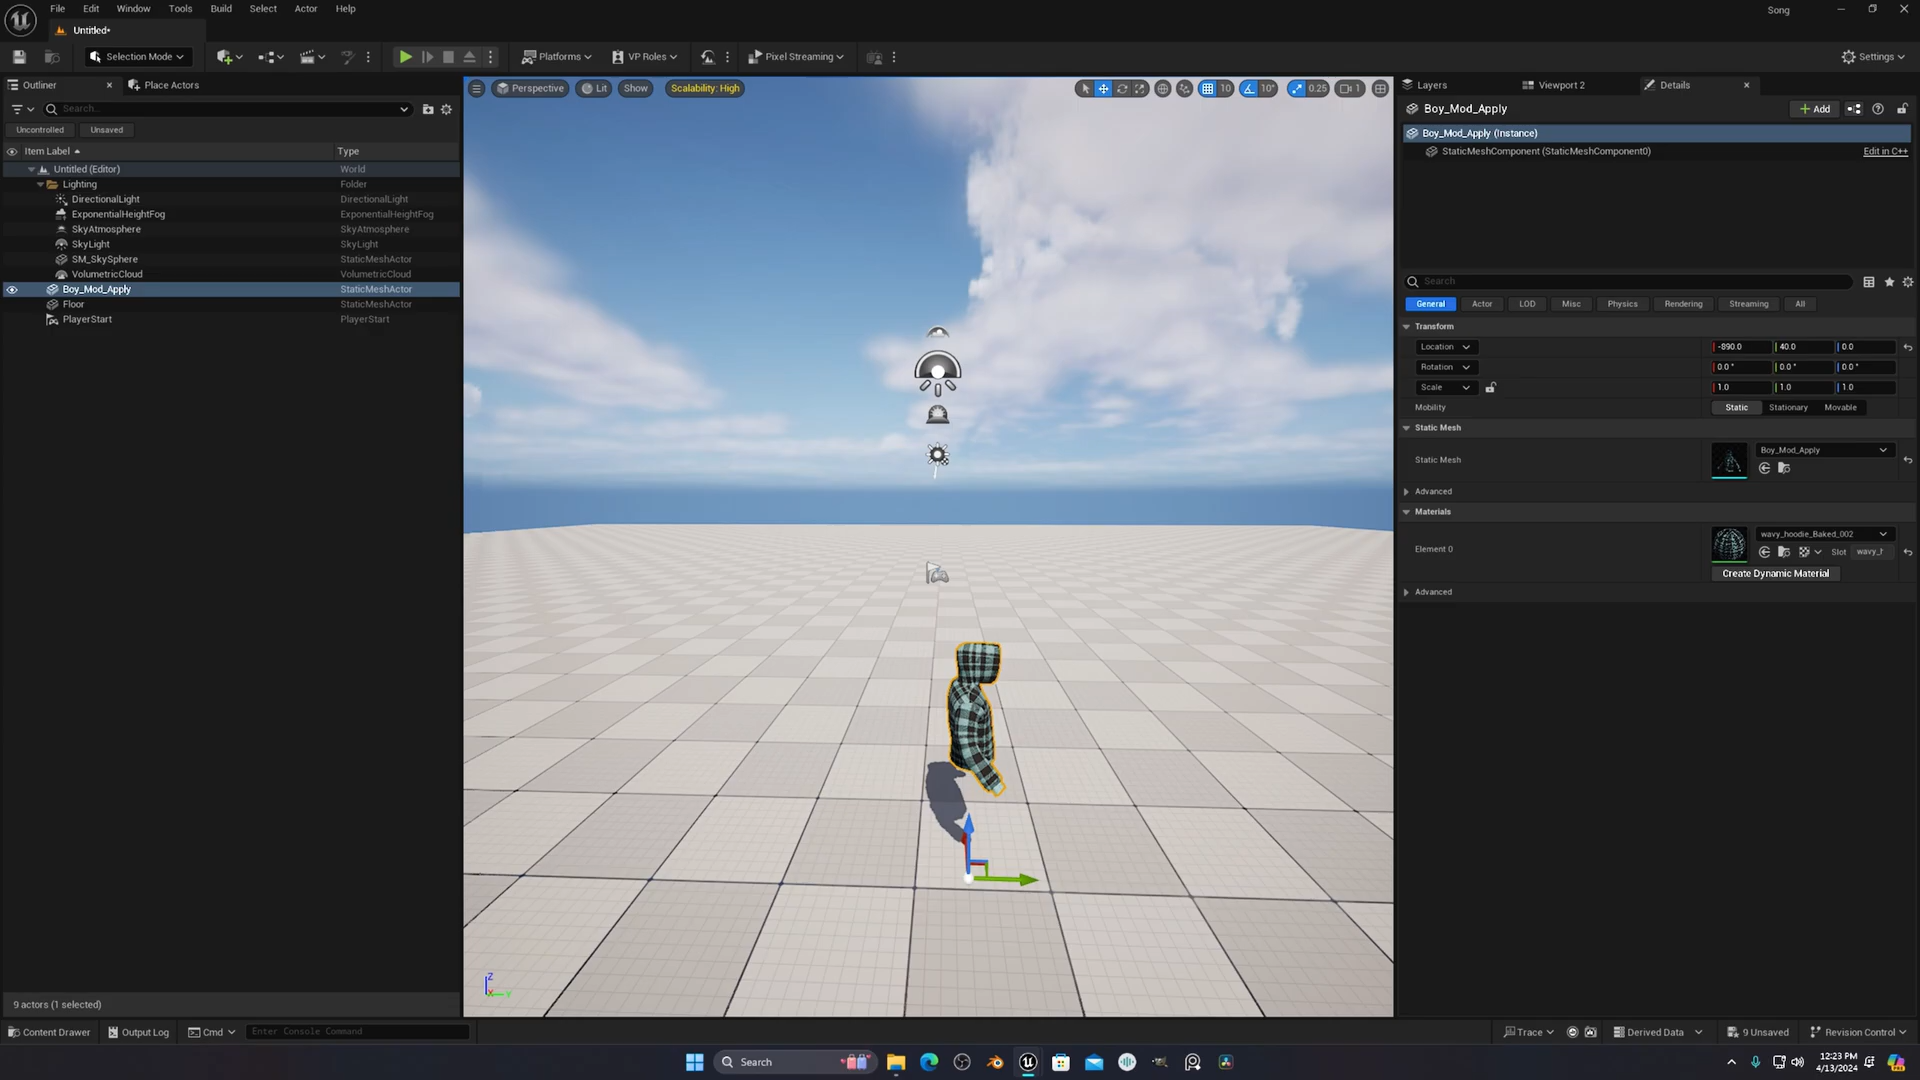 File Edit Window Tools Build Select Actor Help
Song
Untitled*
Selection Mode
Platforms
VP Roles
Pixel Streaming
Settings
Outliner
Place Actors
Search...
Uncontrolled
Unsaved
Item Label
Type
Untitled (Editor)
World
Lighting
Folder
DirectionalLight
DirectionalLight
ExponentialHeightFog
ExponentialHeightFog
SkyAtmosphere
SkyAtmosphere
SkyLight
SkyLight
SM_SkySphere
StaticMeshActor
VolumetricCloud
VolumetricCloud
Boy_Mod_Apply
StaticMeshActor
Floor
StaticMeshActor
PlayerStart
PlayerStart
9 actors (1 selected)
Perspective
Lit
Show
Scalability: High
10
10°
0.25
1
Z
X
Y
Layers
Viewport 2
Details
Boy_Mod_Apply
Add
Boy_Mod_Apply (Instance)
StaticMeshComponent (StaticMeshComponent0)
Edit in C++
Search
General
Actor
LOD
Misc
Physics
Rendering
Streaming
All
Transform
Location
-890.0
40.0
0.0
Rotation
0.0 °
0.0 °
0.0 °
Scale
1.0
1.0
1.0
Mobility
Static
Stationary
Movable
Static Mesh
Static Mesh
Boy_Mod_Apply
Advanced
Materials
Element 0
wavy_hoodie_Baked_002
Slot
wavy_h
Create Dynamic Material
Advanced
Content Drawer
Output Log
Cmd
Enter Console Command
Trace
Derived Data
9 Unsaved
Revision Control
Search
12:23 PM
4/13/2024